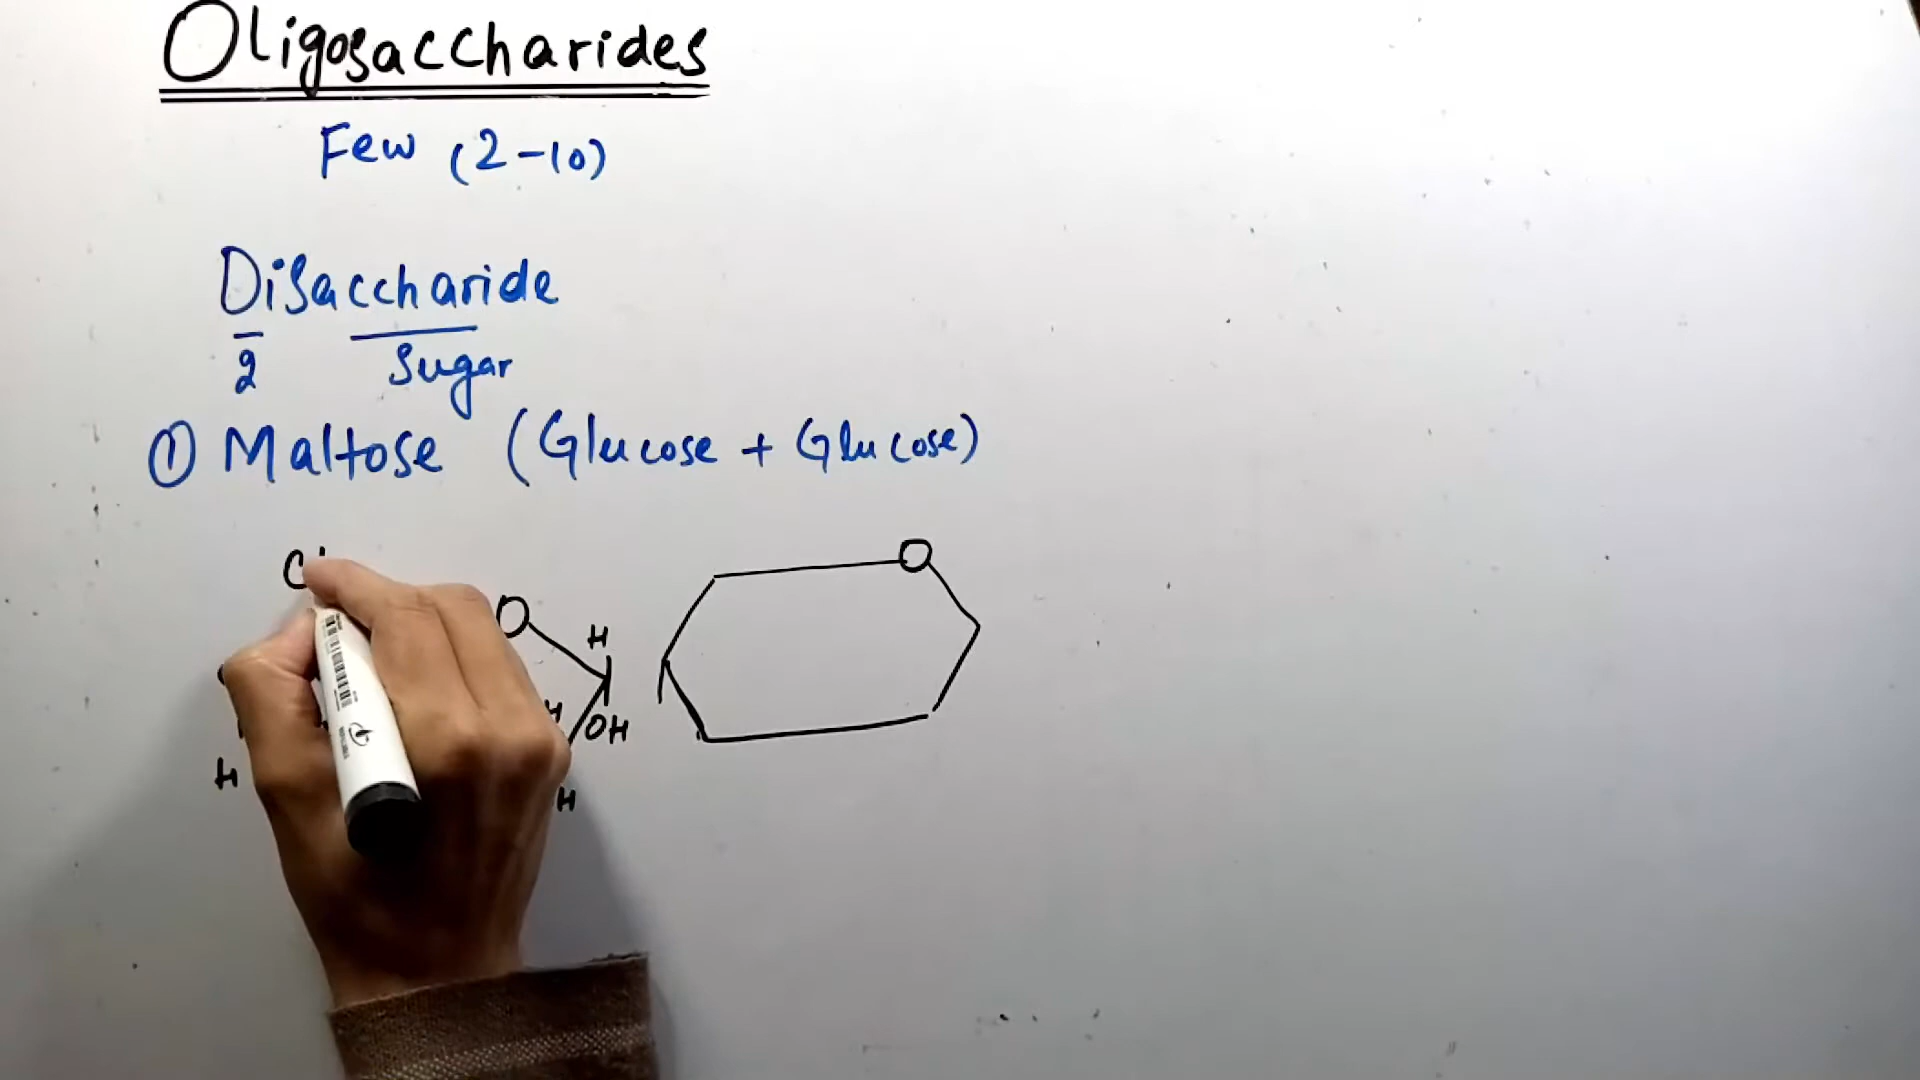 Oligosaccharides
Few (2-10)
Disaccharide
2 Sugar
① Maltose (Glucose + Glucose)
C
O
O
H
H
OH
H
H